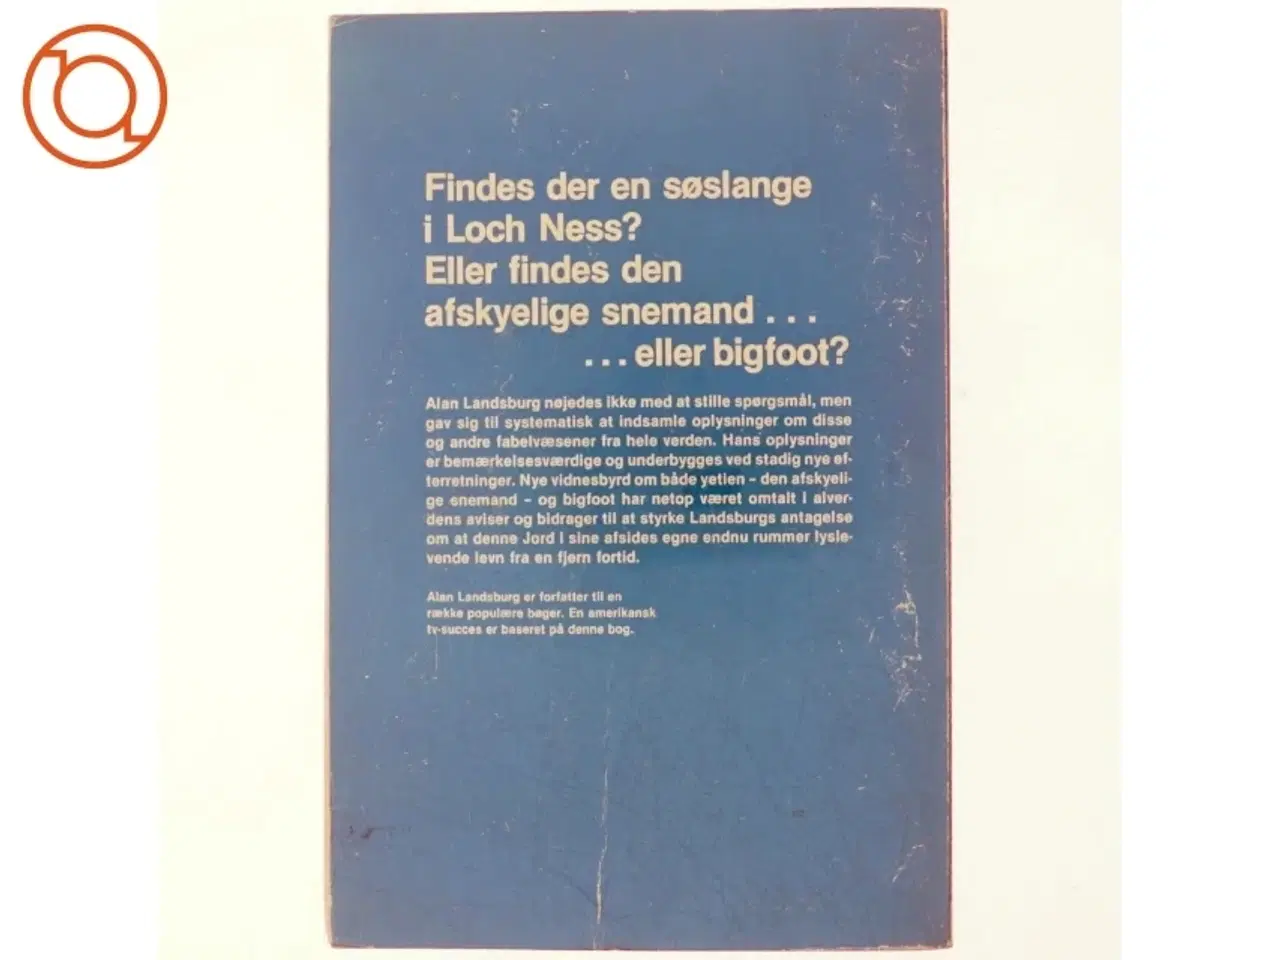 Findes der en søslange
i Loch Ness?
Eller findes den
afskyelige snemand . . .
. . . eller bigfoot?
Alan Landsburg nøjedes ikke med at stille spørgsmål, men
gav sig til systematisk at indsamle oplysninger om disse
og andre fabelvæsener fra hele verden. Hans oplysninger
er bemærkelsesværdige og underbygges ved stadig nye ef-
terretninger. Nye vidnesbyrd om både yetien – den afskyeli-
ge snemand – og bigfoot har netop været omtalt i alver-
dens aviser og bidrager til at styrke Landsburgs antagelse
om at denne Jord i sine afsides egne endnu rummer lysle-
vende levn fra en fjern fortid.
Alan Landsburg er forfatter til en
række populære bøger. En amerikansk
tv-succes er baseret på denne bog.